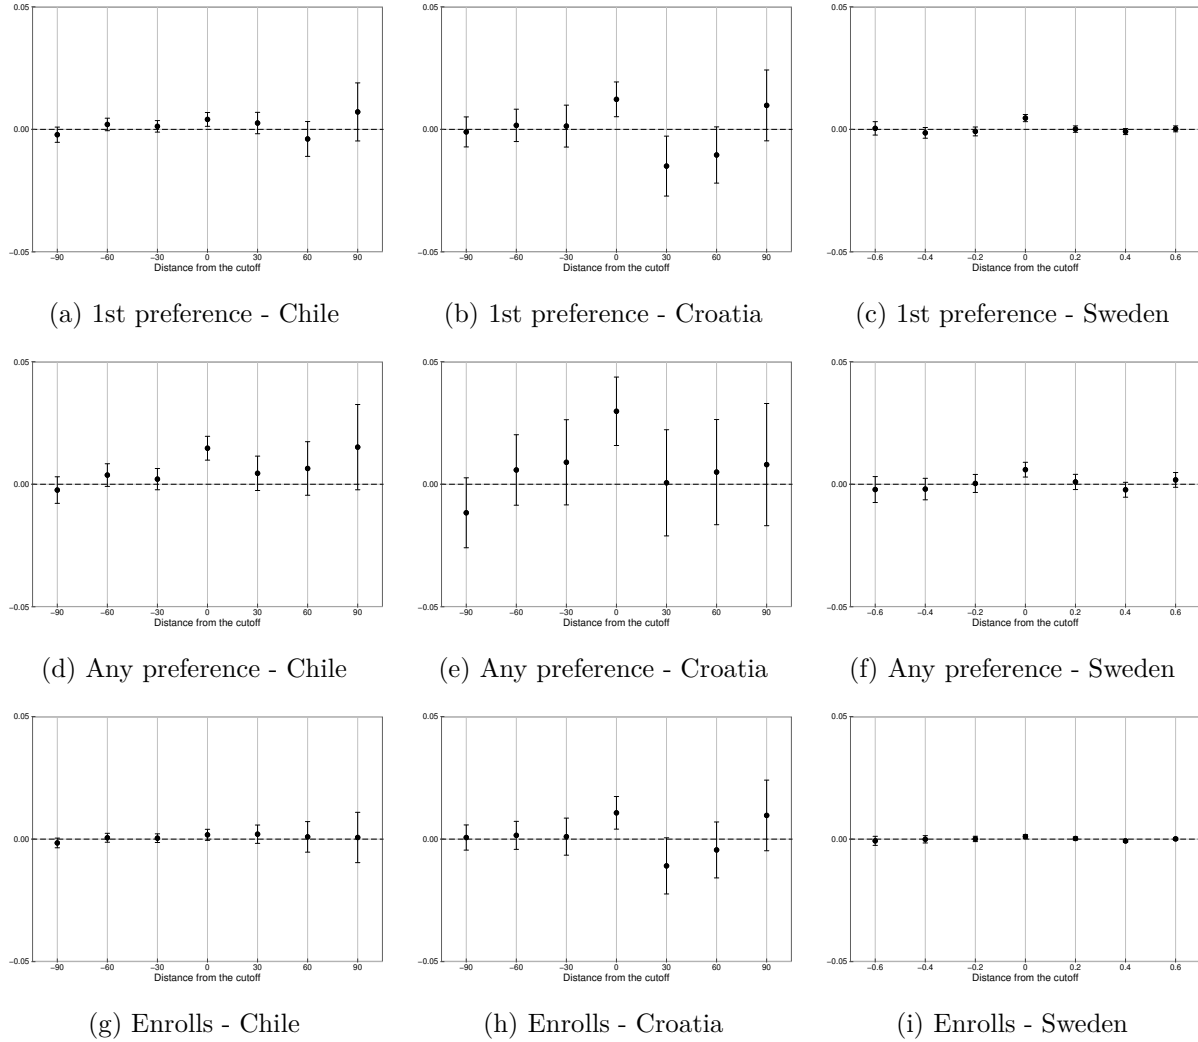 0.05 0.05 0.05
0.00 0.00 0.00
−0.05 −0.05 −0.05
−90 −60 −30 0 30 60 90 −90 −60 −30 0 30 60 90 −0.6 −0.4 −0.2 0 0.2 0.4 0.6
Distance from the cutoff Distance from the cutoff Distance from the cutoff
(a) 1st preference - Chile (b) 1st preference - Croatia (c) 1st preference - Sweden
0.05 0.05 0.05
0.00 0.00 0.00
−0.05 −0.05 −0.05
−90 −60 −30 0 30 60 90 −90 −60 −30 0 30 60 90 −0.6 −0.4 −0.2 0 0.2 0.4 0.6
Distance from the cutoff Distance from the cutoff Distance from the cutoff
(d) Any preference - Chile (e) Any preference - Croatia (f) Any preference - Sweden
0.05 0.05 0.05
0.00 0.00 0.00
−0.05 −0.05 −0.05
−90 −60 −30 0 30 60 90 −90 −60 −30 0 30 60 90 −0.6 −0.4 −0.2 0 0.2 0.4 0.6
Distance from the cutoff Distance from the cutoff Distance from the cutoff
(g) Enrolls - Chile (h) Enrolls - Croatia (i) Enrolls - Sweden